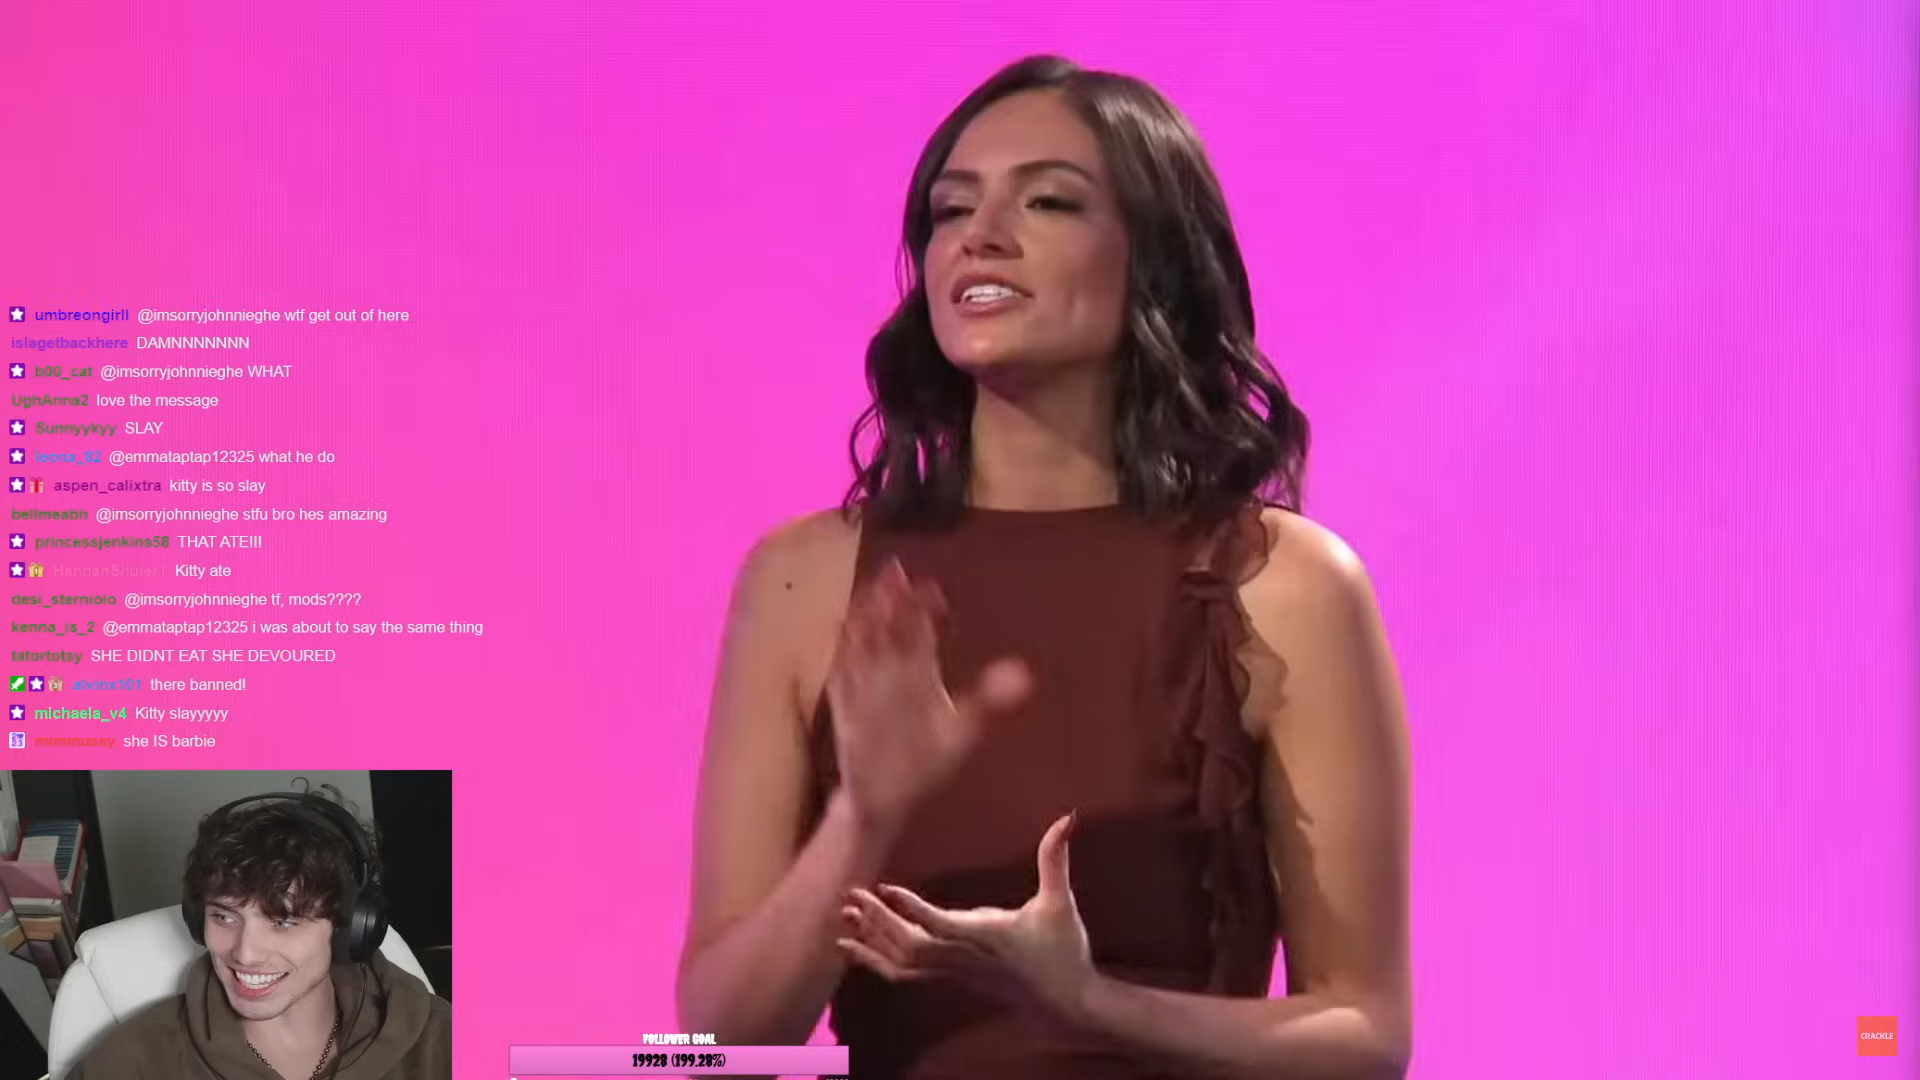 umbreongirll @imsorryjohnnieghe wtf get out of here
islagetbackhere DAMNNNNNNN
b00_cat @imsorryjohnnieghe WHAT
UghAnna2 love the message
Sunnyykyy SLAY
leona_82 @emmataptap12325 what he do
aspen_calixtra kitty is so slay
bellmeabh @imsorryjohnnieghe stfu bro hes amazing
princessjenkins58 THAT ATE!!!
Kitty ate
desi_sterniolo @imsorryjohnnieghe tf, mods????
kenna_is_2 @emmataptap12325 i was about to say the same thing
tatortotsy SHE DIDNT EAT SHE DEVOURED
alvinx101 there banned!
michaela_v4 Kitty slayyyyy
she IS barbie
FOLLOWER GOAL
19928 (199.28%)
CRACKLE